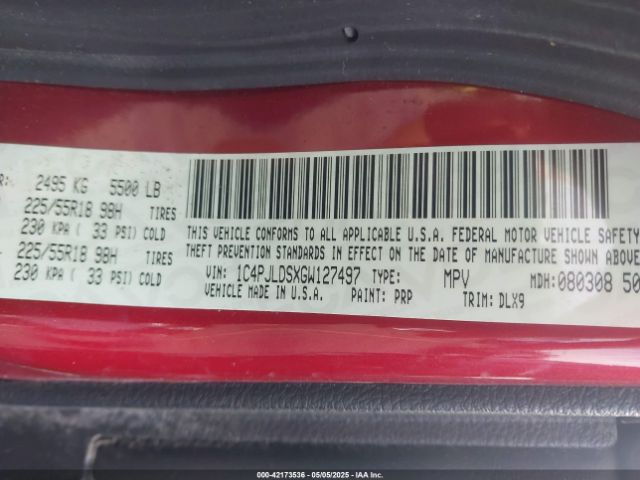 R: 2495 KG 5500 LB
225/55R18 98H TIRES
230 KPA ( 33 PSI) COLD
225/55R18 98H TIRES
230 KPA ( 33 PSI) COLD
THIS VEHICLE CONFORMS TO ALL APPLICABLE U.S.A. FEDERAL MOTOR VEHICLE SAFETY
THEFT PREVENTION STANDARDS IN EFFECT ON THE DATE OF MANUFACTURE SHOWN ABOVE
VIN: 1C4PJLDSXGW127497 TYPE: MPV MDH:080308 50
VEHICLE MADE IN U.S.A. PAINT: PRP TRIM: DLX9
000-42173536 - 05/05/2025 - IAA Inc.